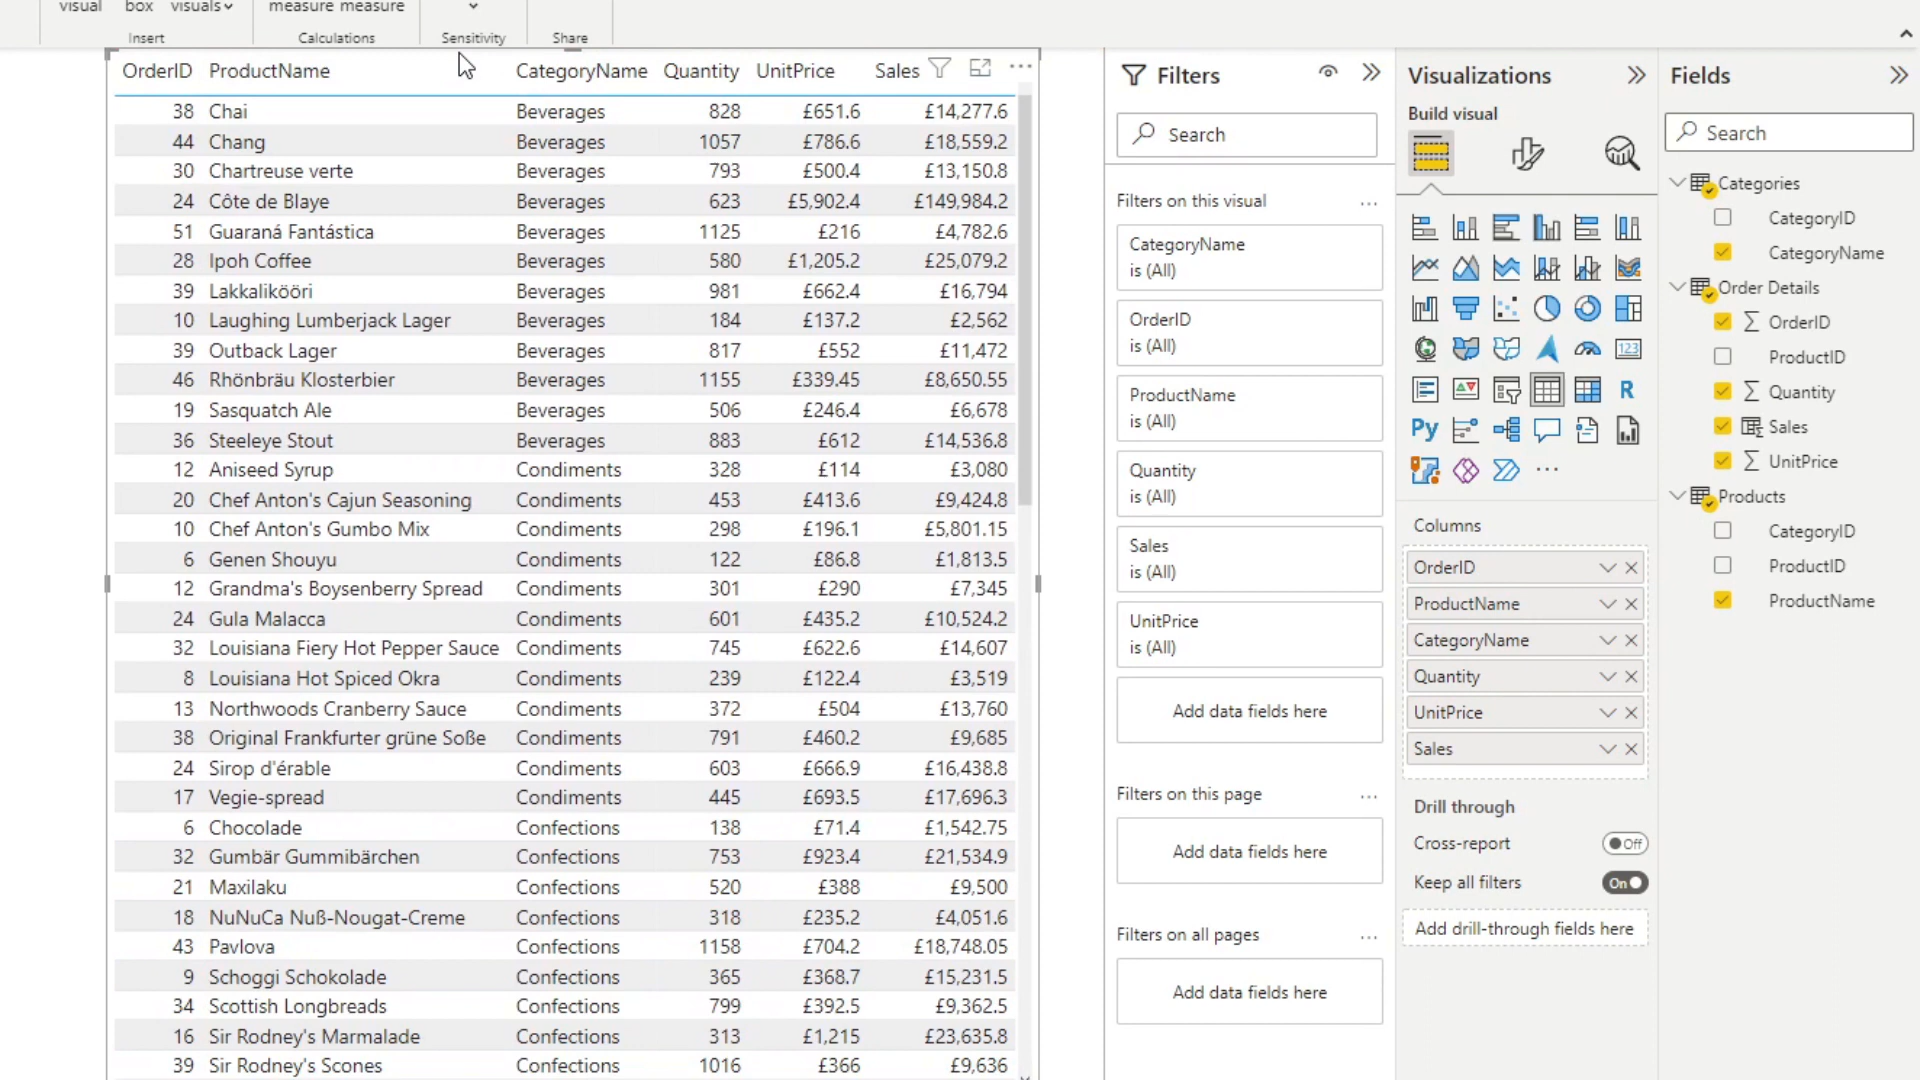 visual box visuals measure measure
Insert Calculations Sensitivity Share
OrderID ProductName CategoryName Quantity UnitPrice Sales
38 Chai Beverages 828 £651.6 £14,277.6
44 Chang Beverages 1057 £786.6 £18,559.2
30 Chartreuse verte Beverages 793 £500.4 £13,150.8
24 Côte de Blaye Beverages 623 £5,902.4 £149,984.2
51 Guaraná Fantástica Beverages 1125 £216 £4,782.6
28 Ipoh Coffee Beverages 580 £1,205.2 £25,079.2
39 Lakkalikööri Beverages 981 £662.4 £16,794
10 Laughing Lumberjack Lager Beverages 184 £137.2 £2,562
39 Outback Lager Beverages 817 £552 £11,472
46 Rhönbräu Klosterbier Beverages 1155 £339.45 £8,650.55
19 Sasquatch Ale Beverages 506 £246.4 £6,678
36 Steeleye Stout Beverages 883 £612 £14,536.8
12 Aniseed Syrup Condiments 328 £114 £3,080
20 Chef Anton's Cajun Seasoning Condiments 453 £413.6 £9,424.8
10 Chef Anton's Gumbo Mix Condiments 298 £196.1 £5,801.15
6 Genen Shouyu Condiments 122 £86.8 £1,813.5
12 Grandma's Boysenberry Spread Condiments 301 £290 £7,345
24 Gula Malacca Condiments 601 £435.2 £10,524.2
32 Louisiana Fiery Hot Pepper Sauce Condiments 745 £622.6 £14,607
8 Louisiana Hot Spiced Okra Condiments 239 £122.4 £3,519
13 Northwoods Cranberry Sauce Condiments 372 £504 £13,760
38 Original Frankfurter grüne Soße Condiments 791 £460.2 £9,685
24 Sirop d'érable Condiments 603 £666.9 £16,438.8
17 Vegie-spread Condiments 445 £693.5 £17,696.3
6 Chocolade Confections 138 £71.4 £1,542.75
32 Gumbär Gummibärchen Confections 753 £923.4 £21,534.9
21 Maxilaku Confections 520 £388 £9,500
18 NuNuCa Nuß-Nougat-Creme Confections 318 £235.2 £4,051.6
43 Pavlova Confections 1158 £704.2 £18,748.05
9 Schoggi Schokolade Confections 365 £368.7 £15,231.5
34 Scottish Longbreads Confections 799 £392.5 £9,362.5
16 Sir Rodney's Marmalade Confections 313 £1,215 £23,635.8
39 Sir Rodney's Scones Confections 1016 £366 £9,636
Filters
Search
Filters on this visual ...
CategoryName
is (All)
OrderID
is (All)
ProductName
is (All)
Quantity
is (All)
Sales
is (All)
UnitPrice
is (All)
Add data fields here
Filters on this page ...
Add data fields here
Filters on all pages ...
Add data fields here
Visualizations
Build visual
123
R
Py
Columns
OrderID
ProductName
CategoryName
Quantity
UnitPrice
Sales
Drill through
Cross-report Off
Keep all filters On
Add drill-through fields here
Fields
Search
Categories
CategoryID
CategoryName
Order Details
Σ OrderID
ProductID
Σ Quantity
Sales
Σ UnitPrice
Products
CategoryID
ProductID
ProductName